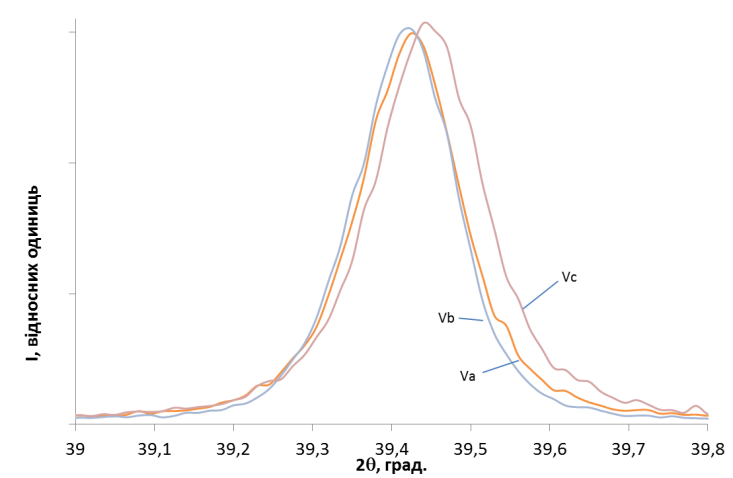 I, відносних одиниць
Vc
Vb
Va
39 39,1 39,2 39,3 39,4 39,5 39,6 39,7 39,8
2θ, град.